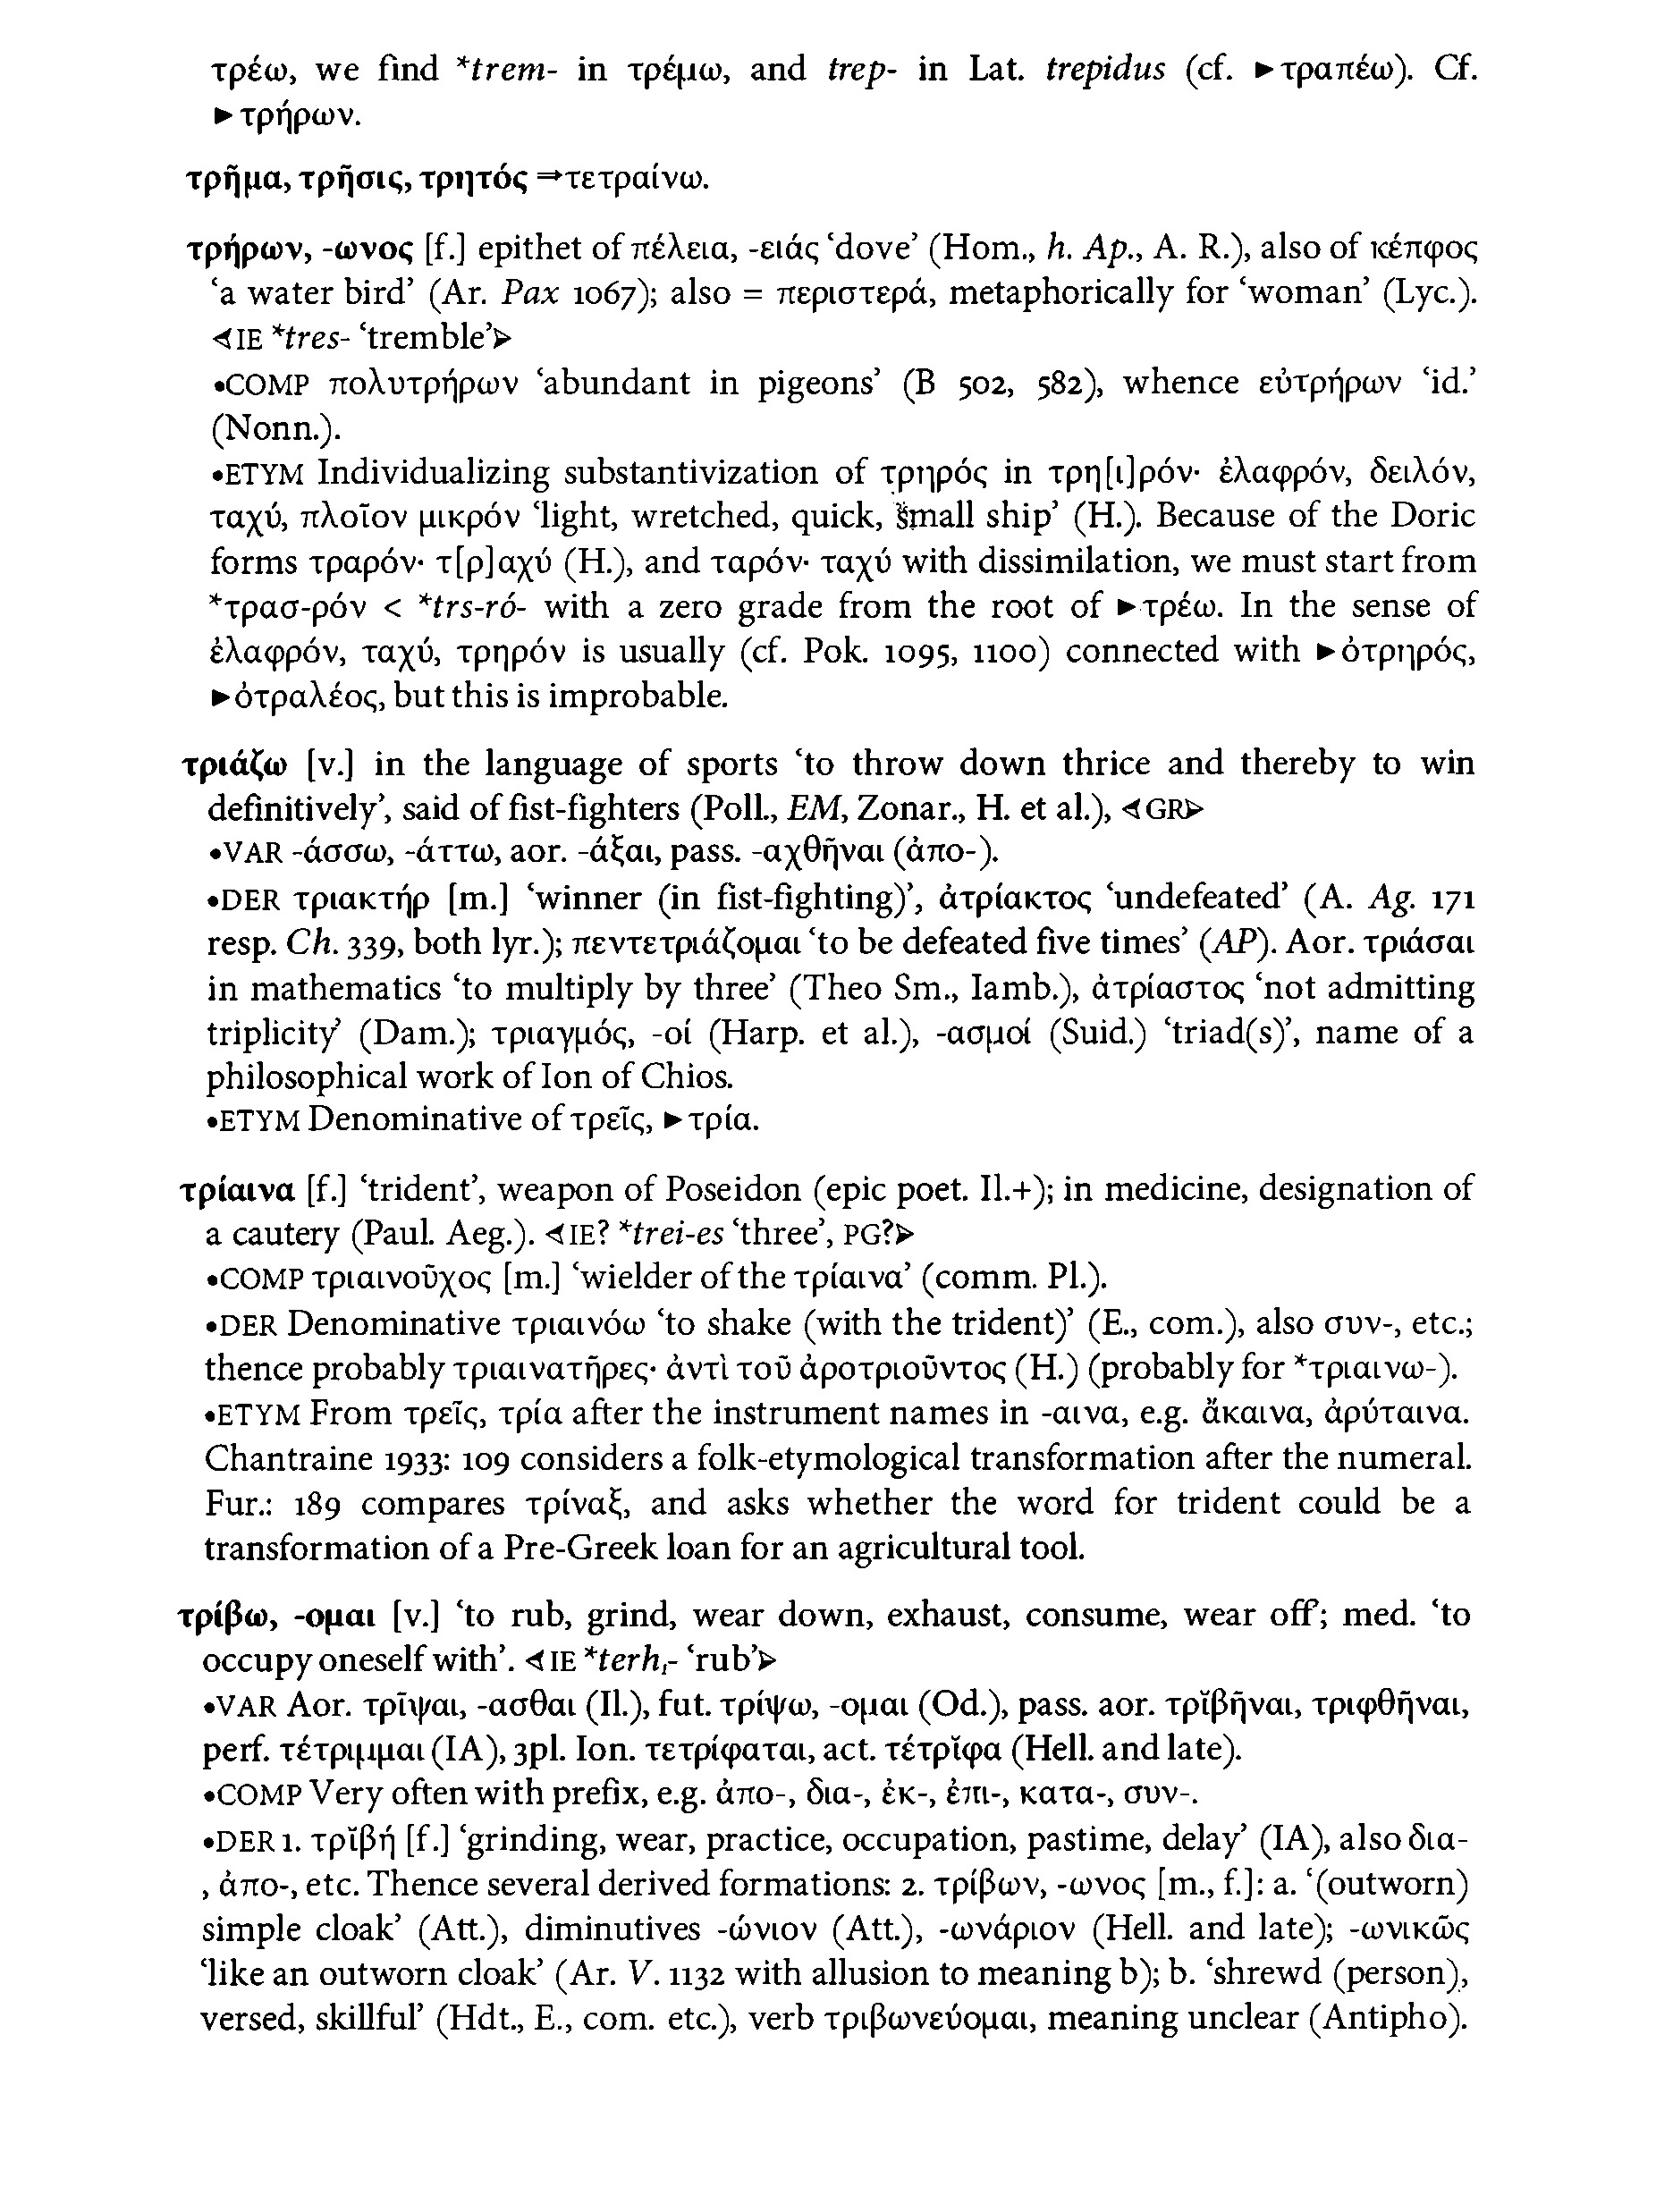 τρέω, we find *trem- in τρέμω, and trep- in Lat. trepidus (cf. ►τραπέω). Cf.
►τρήρων.
τρῆμα, τρῆσις, τρητός ⇒τετραίνω.
τρήρων, -ωνος [f.] epithet of πέλεια, -ειάς ‘dove’ (Hom., h. Ap., A. R.), also of κέπφος
‘a water bird’ (Ar. Pax 1067); also = περιστερά, metaphorically for ‘woman’ (Lyc.).
⊲IE *tres- ‘tremble’⊳
•COMP πολυτρήρων ‘abundant in pigeons’ (B 502, 582), whence εὐτρήρων ‘id.’
(Nonn.).
•ETYM Individualizing substantivization of τρηρός in τρη[ι]ρόν· ἐλαφρόν, δειλόν,
ταχύ, πλοῖον μικρόν ‘light, wretched, quick, small ship’ (H.). Because of the Doric
forms τραρόν· τ[ρ]αχύ (H.), and ταρόν· ταχύ with dissimilation, we must start from
*τρασ-ρόν < *trs-ró- with a zero grade from the root of ►τρέω. In the sense of
ἐλαφρόν, ταχύ, τρηρόν is usually (cf. Pok. 1095, 1100) connected with ►ὀτρηρός,
►ὀτραλέος, but this is improbable.
τριάζω [v.] in the language of sports ‘to throw down thrice and thereby to win
definitively’, said of fist-fighters (Poll., EM, Zonar., H. et al.), ⊲GR⊳
•VAR -άσσω, -άττω, aor. -άξαι, pass. -αχθῆναι (ἀπο-).
•DER τριακτήρ [m.] ‘winner (in fist-fighting)’, ἀτρίακτος ‘undefeated’ (A. Ag. 171
resp. Ch. 339, both lyr.); πεντετριάζομαι ‘to be defeated five times’ (AP). Aor. τριάσαι
in mathematics ‘to multiply by three’ (Theo Sm., Iamb.), ἀτρίαστος ‘not admitting
triplicity’ (Dam.); τριαγμός, -οί (Harp. et al.), -ασμοί (Suid.) ‘triad(s)’, name of a
philosophical work of Ion of Chios.
•ETYM Denominative of τρεῖς, ►τρία.
τρίαινα [f.] ‘trident’, weapon of Poseidon (epic poet. Il.+); in medicine, designation of
a cautery (Paul. Aeg.). ⊲IE? *trei-es ‘three’, PG?⊳
•COMP τριαινοῦχος [m.] ‘wielder of the τρίαινα’ (comm. Pl.).
•DER Denominative τριαινόω ‘to shake (with the trident)’ (E., com.), also συν-, etc.;
thence probably τριαινατῆρες· ἀντὶ τοῦ ἀροτριοῦντος (H.) (probably for *τριαινω-).
•ETYM From τρεῖς, τρία after the instrument names in -αινα, e.g. ἄκαινα, ἀρύταινα.
Chantraine 1933: 109 considers a folk-etymological transformation after the numeral.
Fur.: 189 compares τρίναξ, and asks whether the word for trident could be a
transformation of a Pre-Greek loan for an agricultural tool.
τρίβω, -ομαι [v.] ‘to rub, grind, wear down, exhaust, consume, wear off’; med. ‘to
occupy oneself with’. ⊲IE *terh₁- ‘rub’⊳
•VAR Aor. τρῖψαι, -ασθαι (Il.), fut. τρίψω, -ομαι (Od.), pass. aor. τρῐβῆναι, τριφθῆναι,
perf. τέτριμμαι (IA), 3pl. Ion. τετρίφαται, act. τέτρῐφα (Hell. and late).
•COMP Very often with prefix, e.g. ἀπο-, δια-, ἐκ-, ἐπι-, κατα-, συν-.
•DER 1. τρῐβή [f.] ‘grinding, wear, practice, occupation, pastime, delay’ (IA), also δια-
, ἀπο-, etc. Thence several derived formations: 2. τρίβων, -ωνος [m., f.]: a. ‘(outworn)
simple cloak’ (Att.), diminutives -ώνιον (Att.), -ωνάριον (Hell. and late); -ωνικῶς
‘like an outworn cloak’ (Ar. V. 1132 with allusion to meaning b); b. ‘shrewd (person),
versed, skillful’ (Hdt., E., com. etc.), verb τριβωνεύομαι, meaning unclear (Antipho).